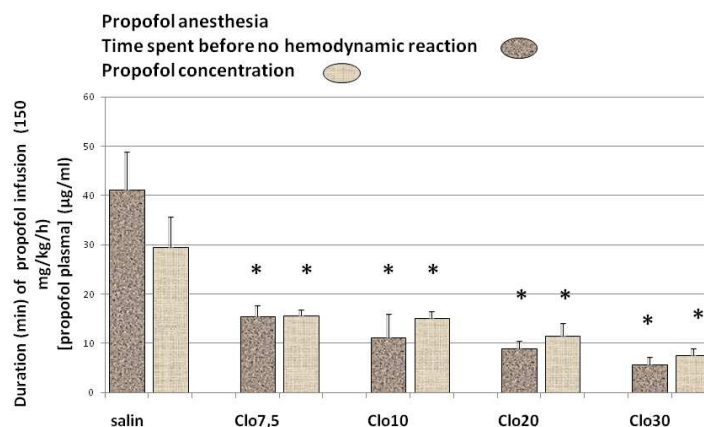 Propofol anesthesia
Time spent before no hemodynamic reaction
Propofol concentration
Duration (min) of propofol infusion (150
mg/kg/h)
[propofol plasma] (µg/ml)
60
50
40
30
20
10
0
* * * * * * * *
salin Clo7,5 Clo10 Clo20 Clo30